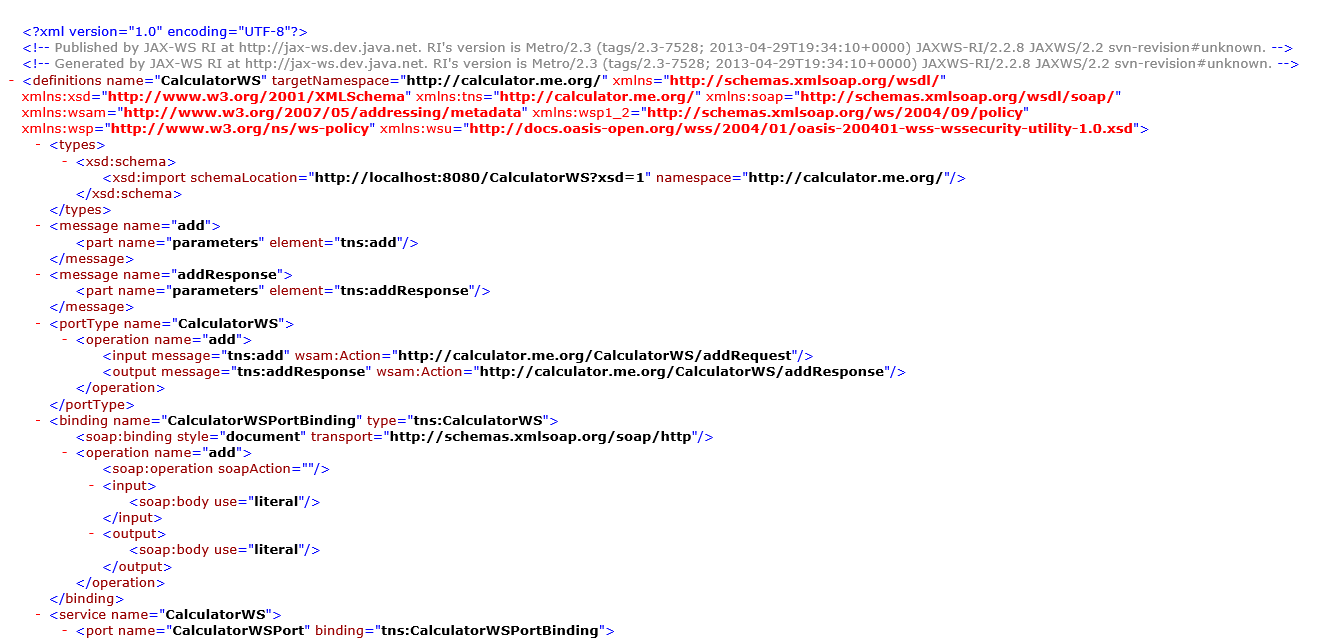 <?xml version="1.0" encoding="UTF-8"?>
<!-- Published by JAX-WS RI at http://jax-ws.dev.java.net. RI's version is Metro/2.3 (tags/2.3-7528; 2013-04-29T19:34:10+0000) JAXWS-RI/2.2.8 JAXWS/2.2 svn-revision#unknown. -->
<!-- Generated by JAX-WS RI at http://jax-ws.dev.java.net. RI's version is Metro/2.3 (tags/2.3-7528; 2013-04-29T19:34:10+0000) JAXWS-RI/2.2.8 JAXWS/2.2 svn-revision#unknown. -->
- <definitions name="CalculatorWS" targetNamespace="http://calculator.me.org/" xmlns="http://schemas.xmlsoap.org/wsdl/"
xmlns:xsd="http://www.w3.org/2001/XMLSchema" xmlns:tns="http://calculator.me.org/" xmlns:soap="http://schemas.xmlsoap.org/wsdl/soap/"
xmlns:wsam="http://www.w3.org/2007/05/addressing/metadata" xmlns:wsp1_2="http://schemas.xmlsoap.org/ws/2004/09/policy"
xmlns:wsp="http://www.w3.org/ns/ws-policy" xmlns:wsu="http://docs.oasis-open.org/wss/2004/01/oasis-200401-wss-wssecurity-utility-1.0.xsd">
- <types>
- <xsd:schema>
<xsd:import schemaLocation="http://localhost:8080/CalculatorWS?xsd=1" namespace="http://calculator.me.org/"/>
</xsd:schema>
</types>
- <message name="add">
<part name="parameters" element="tns:add"/>
</message>
- <message name="addResponse">
<part name="parameters" element="tns:addResponse"/>
</message>
- <portType name="CalculatorWS">
- <operation name="add">
<input message="tns:add" wsam:Action="http://calculator.me.org/CalculatorWS/addRequest"/>
<output message="tns:addResponse" wsam:Action="http://calculator.me.org/CalculatorWS/addResponse"/>
</operation>
</portType>
- <binding name="CalculatorWSPortBinding" type="tns:CalculatorWS">
<soap:binding style="document" transport="http://schemas.xmlsoap.org/soap/http"/>
- <operation name="add">
<soap:operation soapAction=""/>
- <input>
<soap:body use="literal"/>
</input>
- <output>
<soap:body use="literal"/>
</output>
</operation>
</binding>
- <service name="CalculatorWS">
- <port name="CalculatorWSPort" binding="tns:CalculatorWSPortBinding">